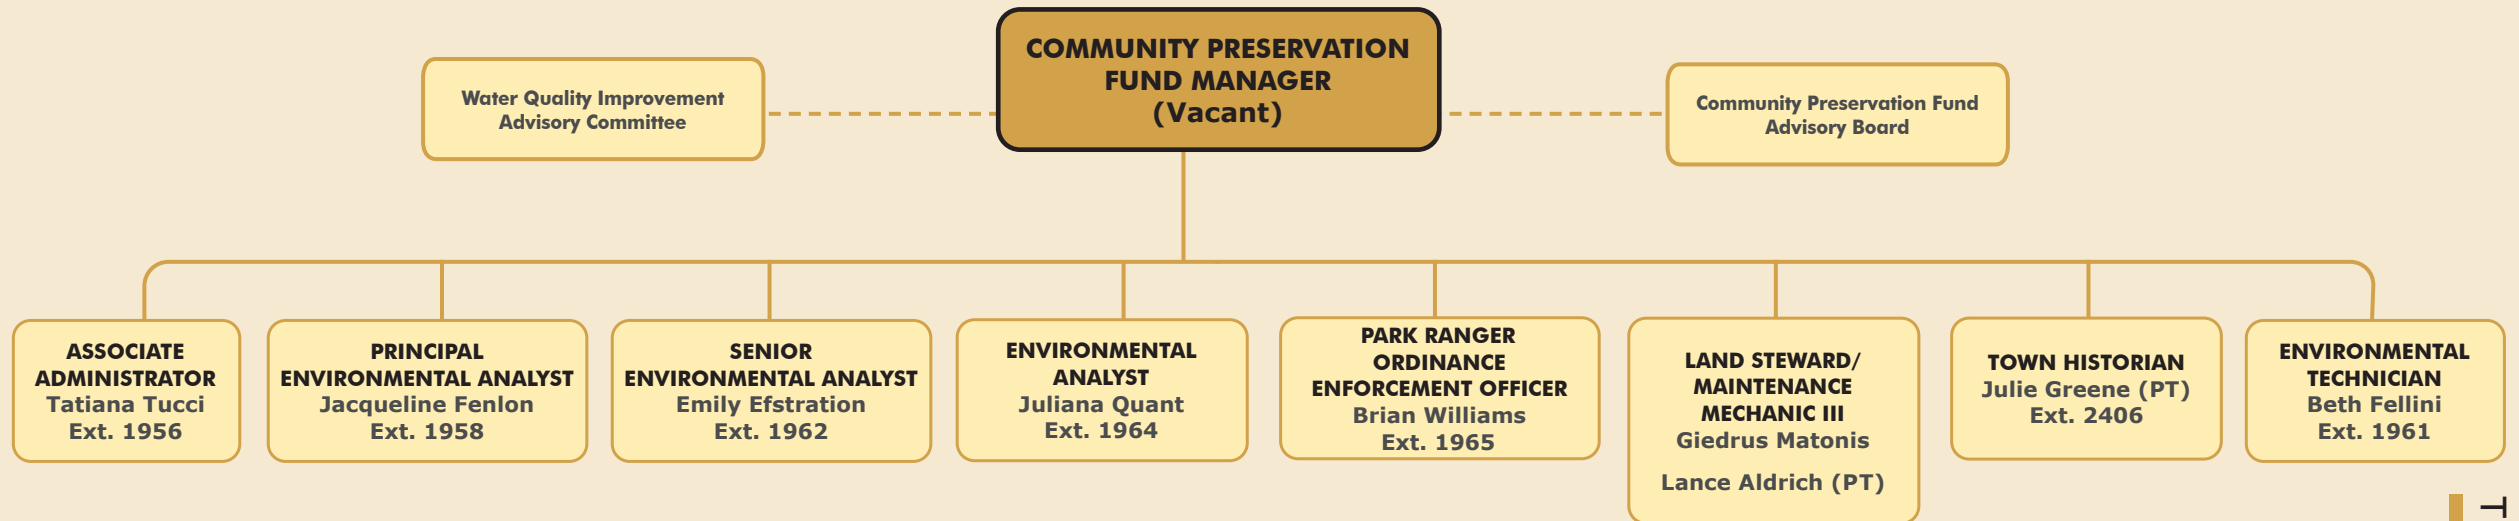 COMMUNITY PRESERVATION
FUND MANAGER
(Vacant)
Water Quality Improvement
Advisory Committee
Community Preservation Fund
Advisory Board
ASSOCIATE
ADMINISTRATOR
Tatiana Tucci
Ext. 1956
PRINCIPAL
ENVIRONMENTAL ANALYST
Jacqueline Fenlon
Ext. 1958
SENIOR
ENVIRONMENTAL ANALYST
Emily Efstration
Ext. 1962
ENVIRONMENTAL
ANALYST
Juliana Quant
Ext. 1964
PARK RANGER
ORDINANCE
ENFORCEMENT OFFICER
Brian Williams
Ext. 1965
LAND STEWARD/
MAINTENANCE
MECHANIC III
Giedrus Matonis
Lance Aldrich (PT)
TOWN HISTORIAN
Julie Greene (PT)
Ext. 2406
ENVIRONMENTAL
TECHNICIAN
Beth Fellini
Ext. 1961